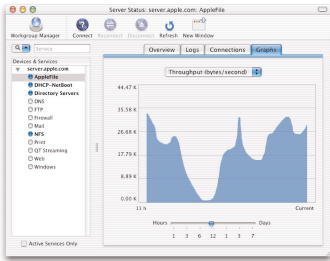 Server Status: server.apple.com: AppleFile
Workgroup Manager
Connect
Reconnect
Disconnect
Refresh
New Window
Service
Overview
Logs
Connections
Graphs
Devices & Services
server.apple.com
AppleFile
DHCP-NetBoot
Directory Servers
DNS
FTP
Firewall
Mail
NFS
Print
QT Streaming
Web
Windows
Throughput (bytes/second)
44.47 K
35.58 K
26.68 K
17.79 K
8.89 K
0.00 K
11 h
Current
Hours
Days
1 3 6 12 1 3 7
Active Services Only